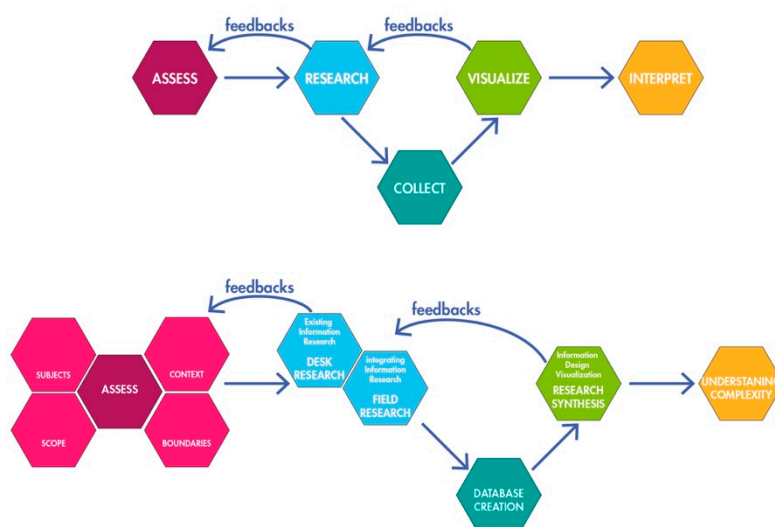 feedbacks
feedbacks
ASSESS
RESEARCH
VISUALIZE
INTERPRET
COLLECT
feedbacks
feedbacks
SUBJECTS
CONTEXT
ASSESS
SCOPE
BOUNDARIES
Existing
Information
Research
DESK
RESEARCH
integrating
Information
Research
FIELD
RESEARCH
Information
Design
Visualization
RESEARCH
SYNTHESIS
UNDERSTANING
COMPLEXITY
DATABASE
CREATION